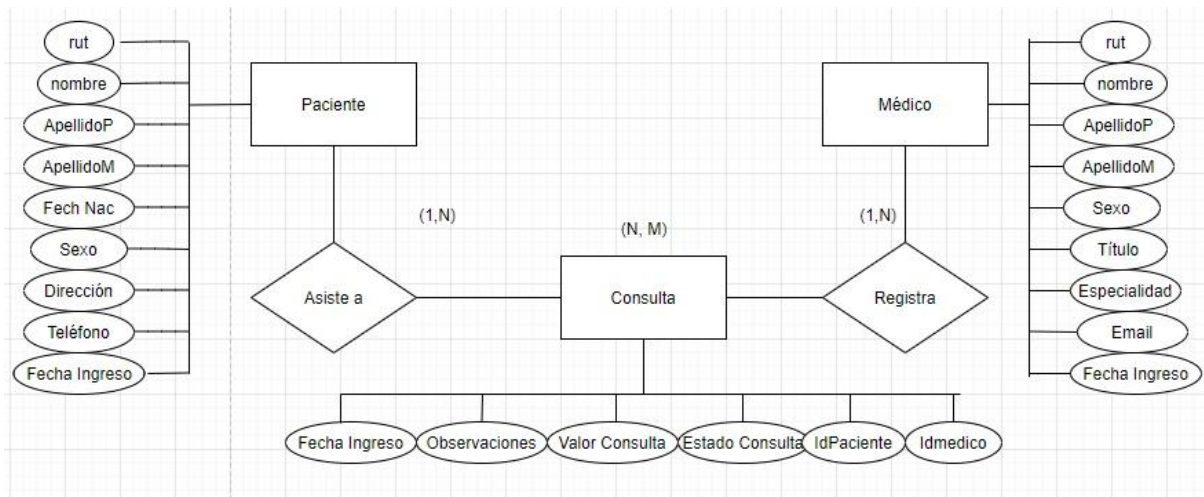 rut
nombre
ApellidoP
ApellidoM
Fech Nac
Sexo
Dirección
Teléfono
Fecha Ingreso
Paciente
(1,N)
Asiste a
(N, M)
Consulta
Médico
(1,N)
Registra
rut
nombre
ApellidoP
ApellidoM
Sexo
Título
Especialidad
Email
Fecha Ingreso
Fecha Ingreso
Observaciones
Valor Consulta
Estado Consulta
IdPaciente
Idmedico